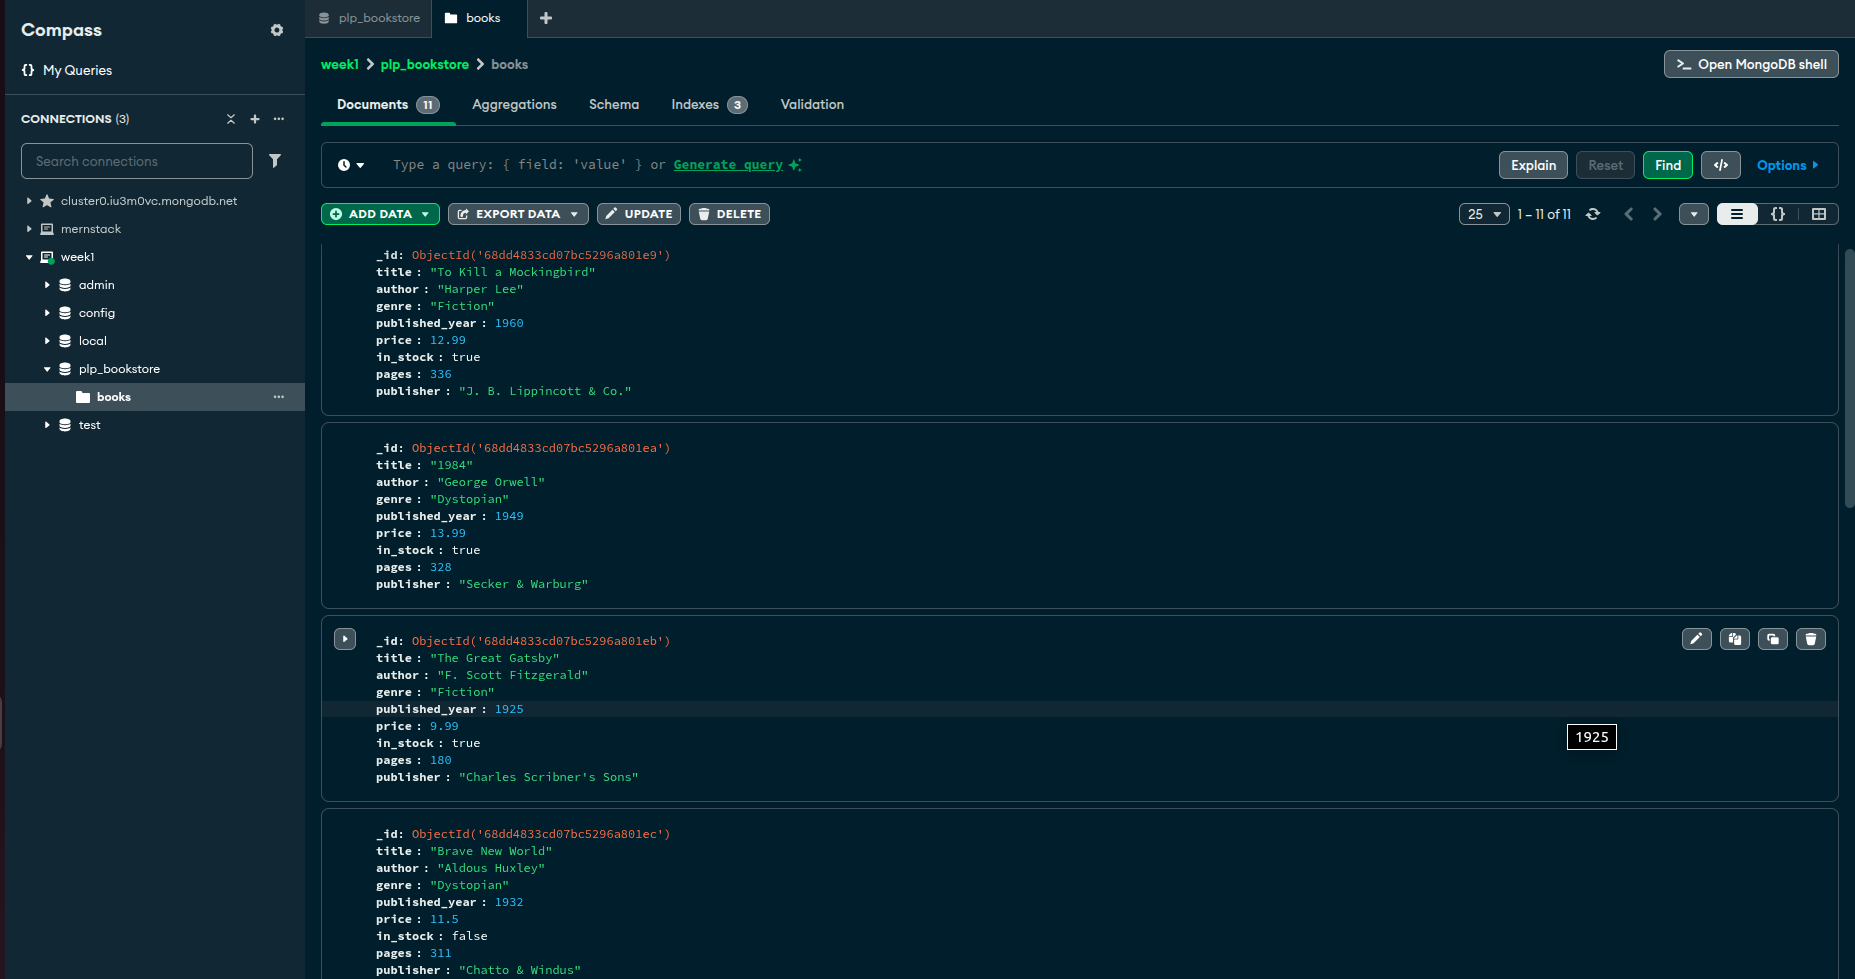 Compass
My Queries
CONNECTIONS (3)
Search connections
cluster0.iu3m0vc.mongodb.net
mernstack
week1
admin
config
local
plp_bookstore
books
test
plp_bookstore
books
week1 > plp_bookstore > books
>_ Open MongoDB shell
Documents 11 Aggregations Schema Indexes 3 Validation
Type a query: { field: 'value' } or Generate query
Explain Reset Find </> Options
ADD DATA EXPORT DATA UPDATE DELETE
25 1 – 11 of 11 {}
_id: ObjectId('68dd4833cd07bc5296a801e9')
title : "To Kill a Mockingbird"
author : "Harper Lee"
genre : "Fiction"
published_year : 1960
price : 12.99
in_stock : true
pages : 336
publisher : "J. B. Lippincott & Co."
_id: ObjectId('68dd4833cd07bc5296a801ea')
title : "1984"
author : "George Orwell"
genre : "Dystopian"
published_year : 1949
price : 13.99
in_stock : true
pages : 328
publisher : "Secker & Warburg"
_id: ObjectId('68dd4833cd07bc5296a801eb')
title : "The Great Gatsby"
author : "F. Scott Fitzgerald"
genre : "Fiction"
published_year : 1925
price : 9.99
in_stock : true
pages : 180
publisher : "Charles Scribner's Sons"
1925
_id: ObjectId('68dd4833cd07bc5296a801ec')
title : "Brave New World"
author : "Aldous Huxley"
genre : "Dystopian"
published_year : 1932
price : 11.5
in_stock : false
pages : 311
publisher : "Chatto & Windus"